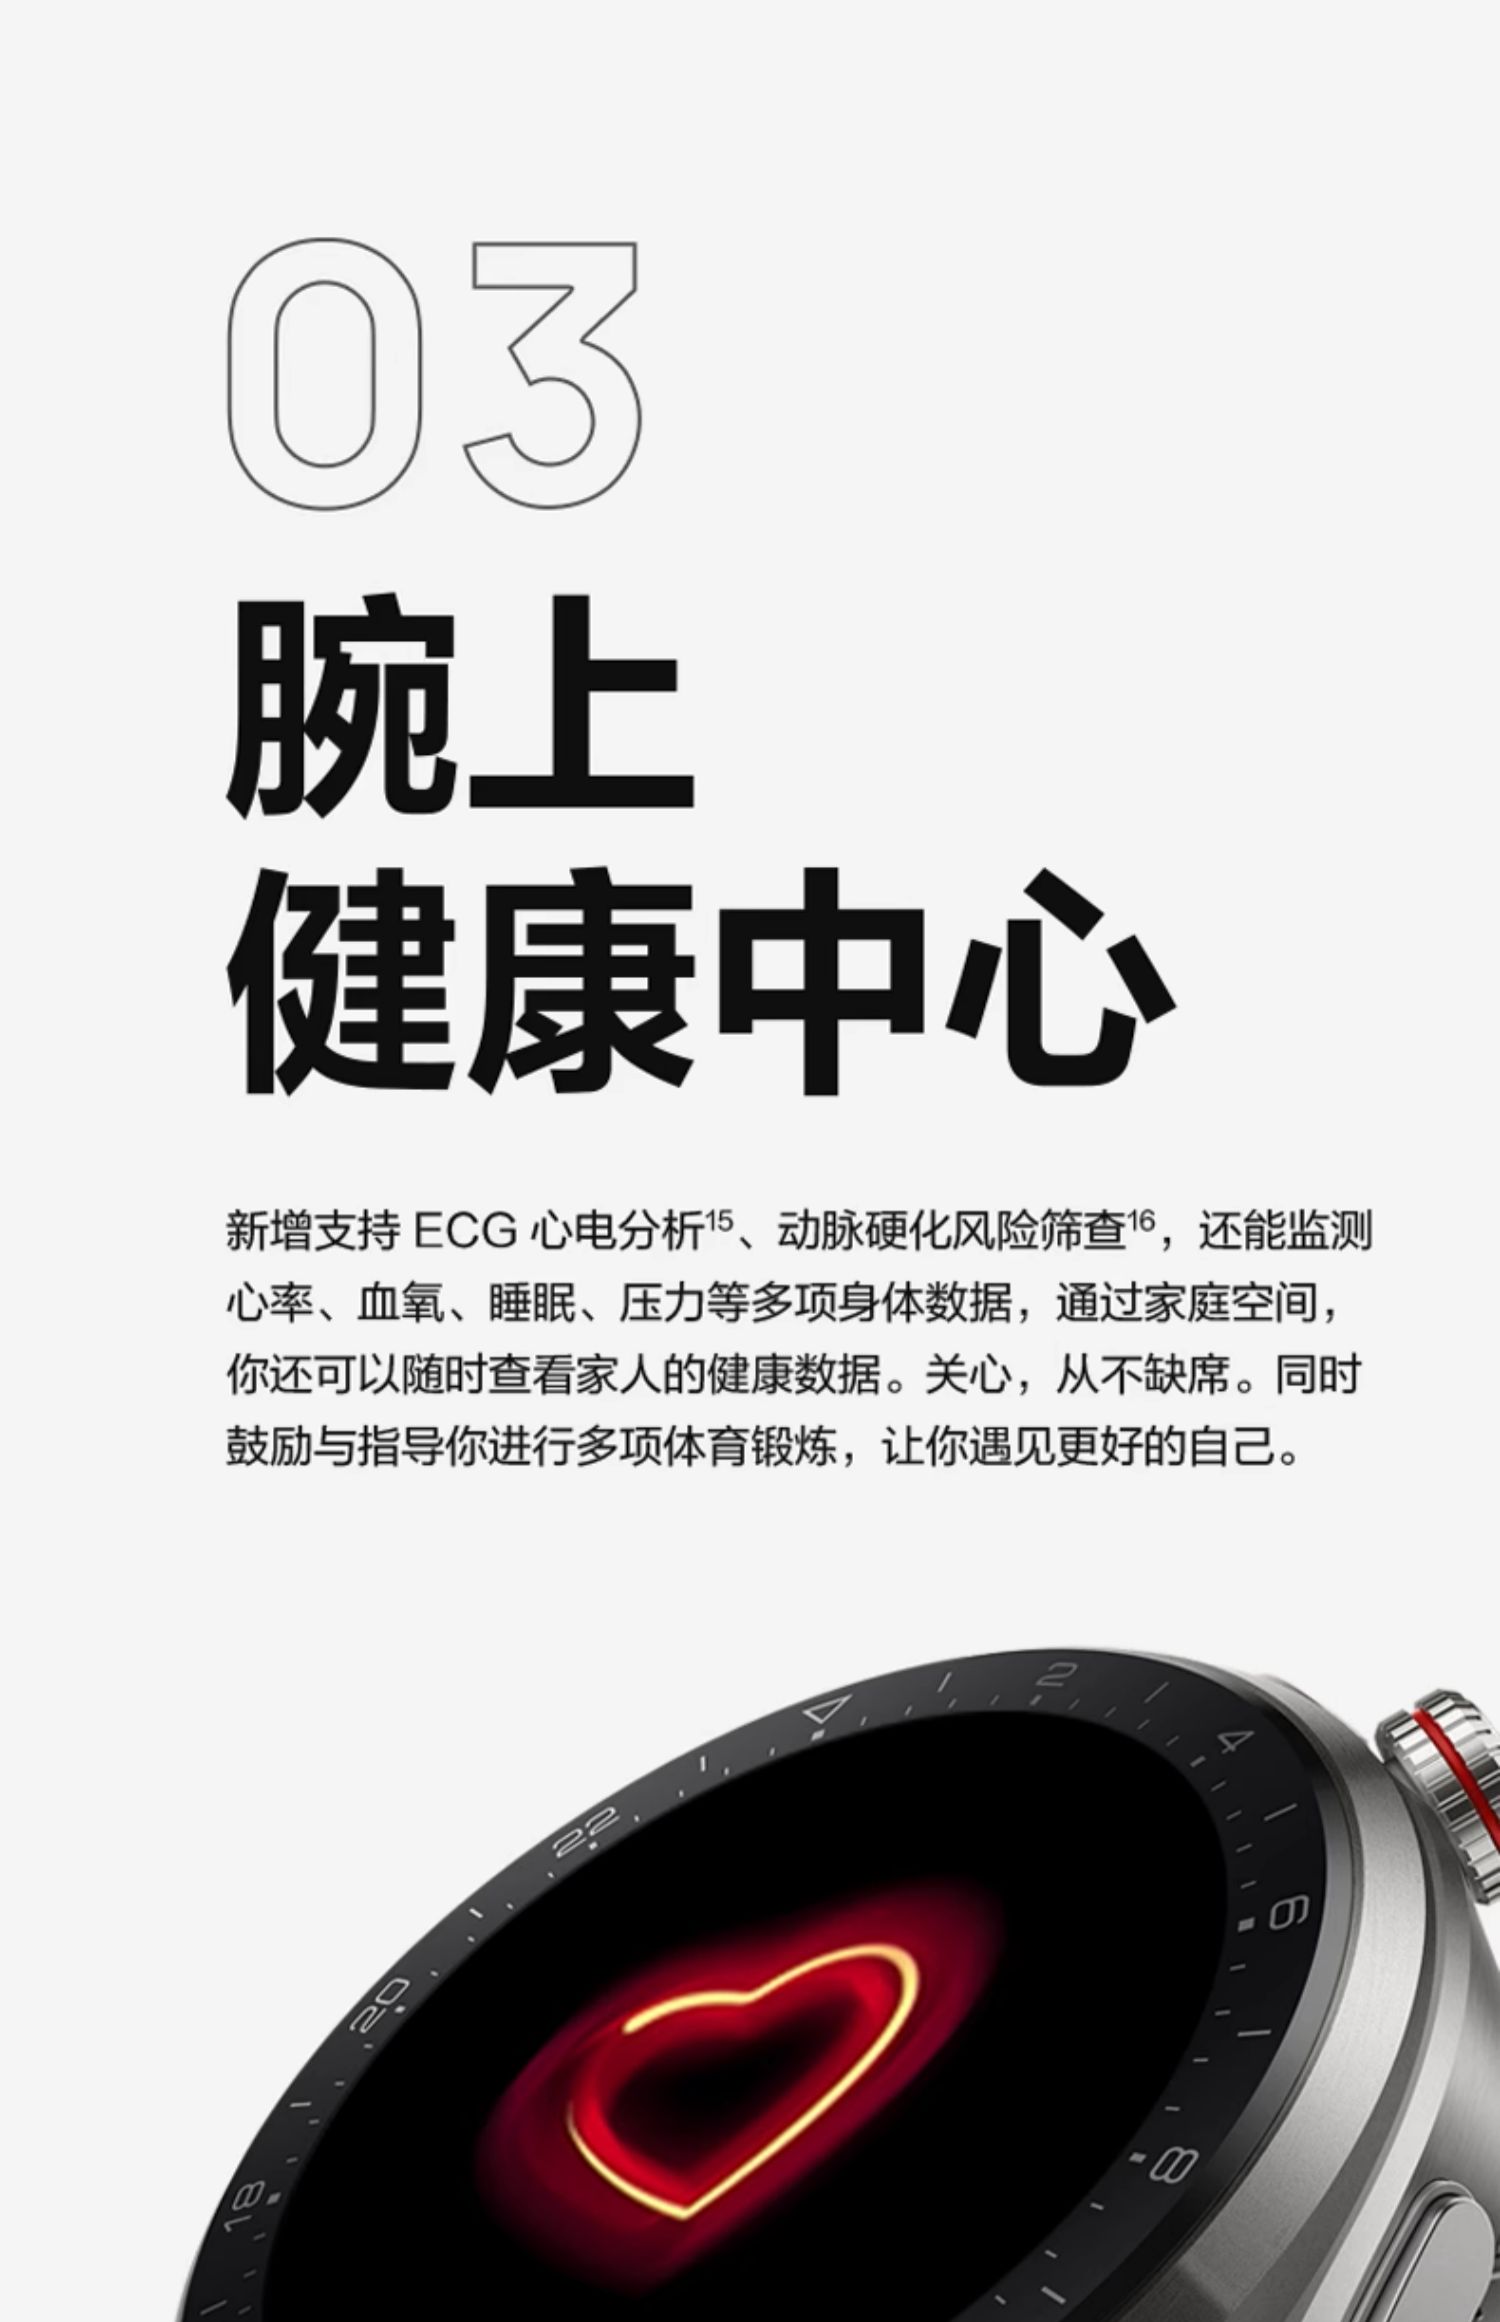 03
腕上
健康中心
新增支持 ECG 心电分析15、动脉硬化风险筛查16，还能监测
心率、血氧、睡眠、压力等多项身体数据，通过家庭空间，
你还可以随时查看家人的健康数据。关心，从不缺席。同时
鼓励与指导你进行多项体育锻炼，让你遇见更好的自己。
2
4
22
6
20
8
18